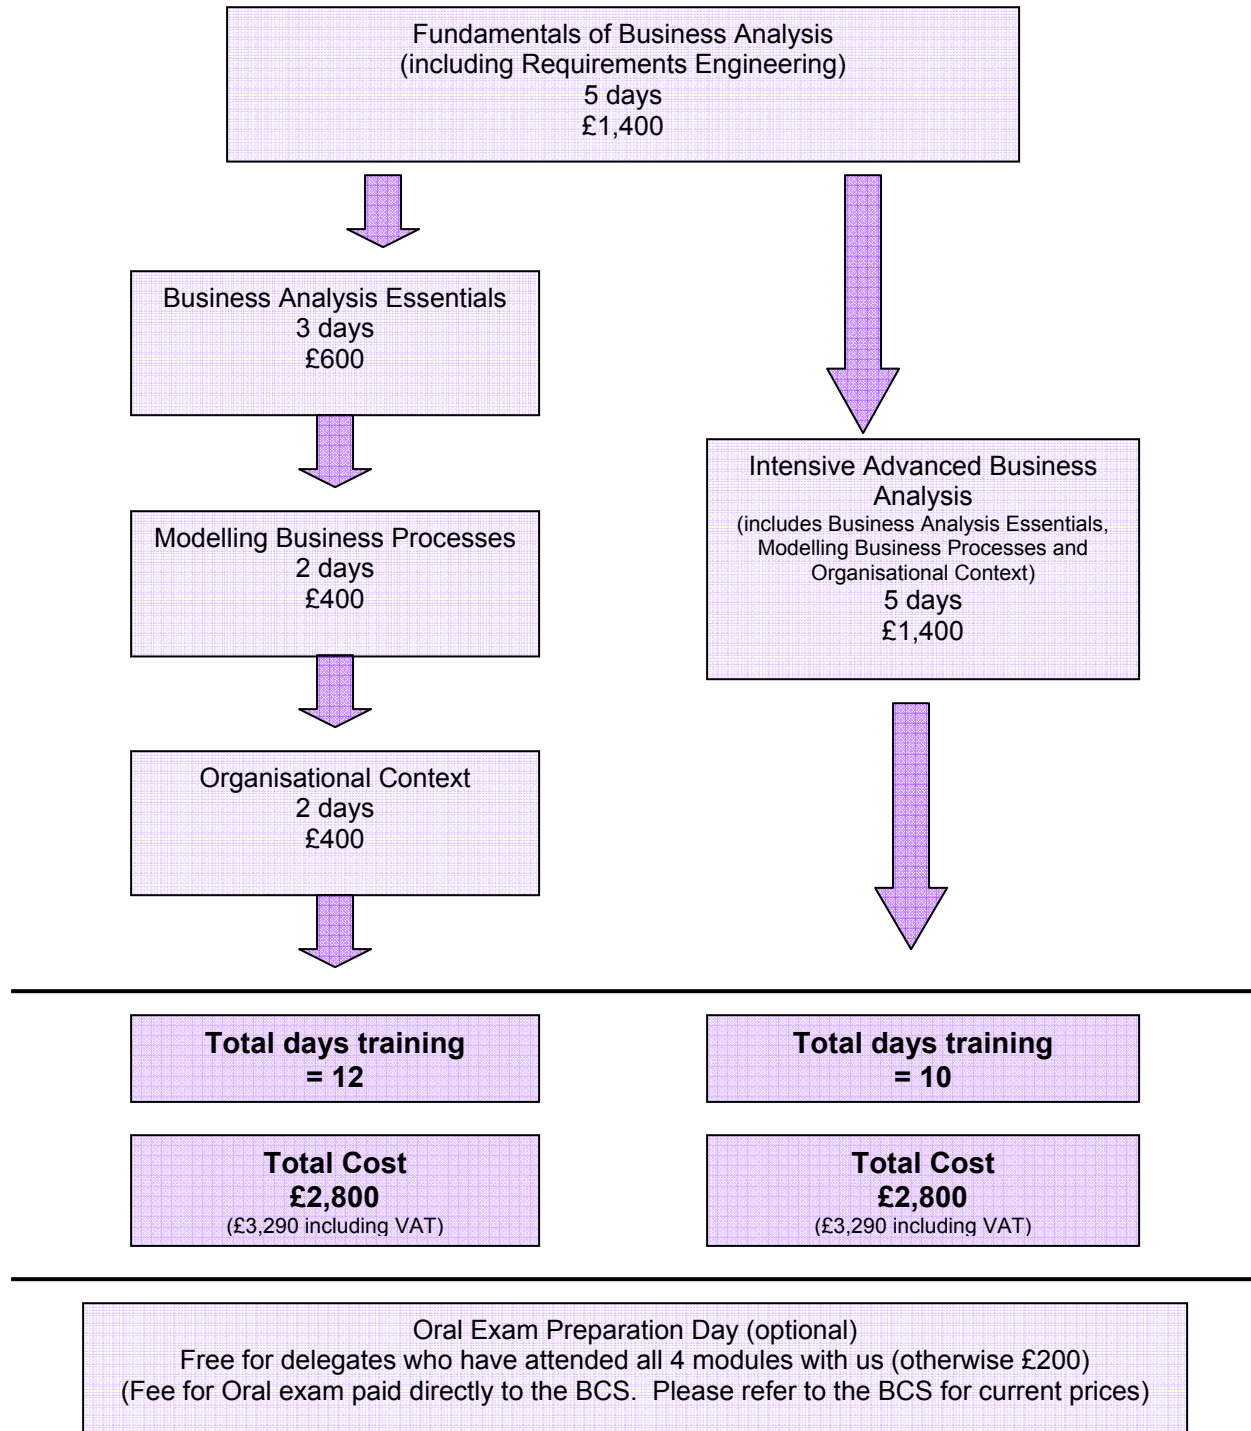 Fundamentals of Business Analysis
(including Requirements Engineering)
5 days
£1,400
Business Analysis Essentials
3 days
£600
Modelling Business Processes
2 days
£400
Organisational Context
2 days
£400
Intensive Advanced Business
Analysis
(includes Business Analysis Essentials,
Modelling Business Processes and
Organisational Context)
5 days
£1,400
Total days training
= 12
Total days training
= 10
Total Cost
£2,800
(£3,290 including VAT)
Total Cost
£2,800
(£3,290 including VAT)
Oral Exam Preparation Day (optional)
Free for delegates who have attended all 4 modules with us (otherwise £200)
(Fee for Oral exam paid directly to the BCS.  Please refer to the BCS for current prices)